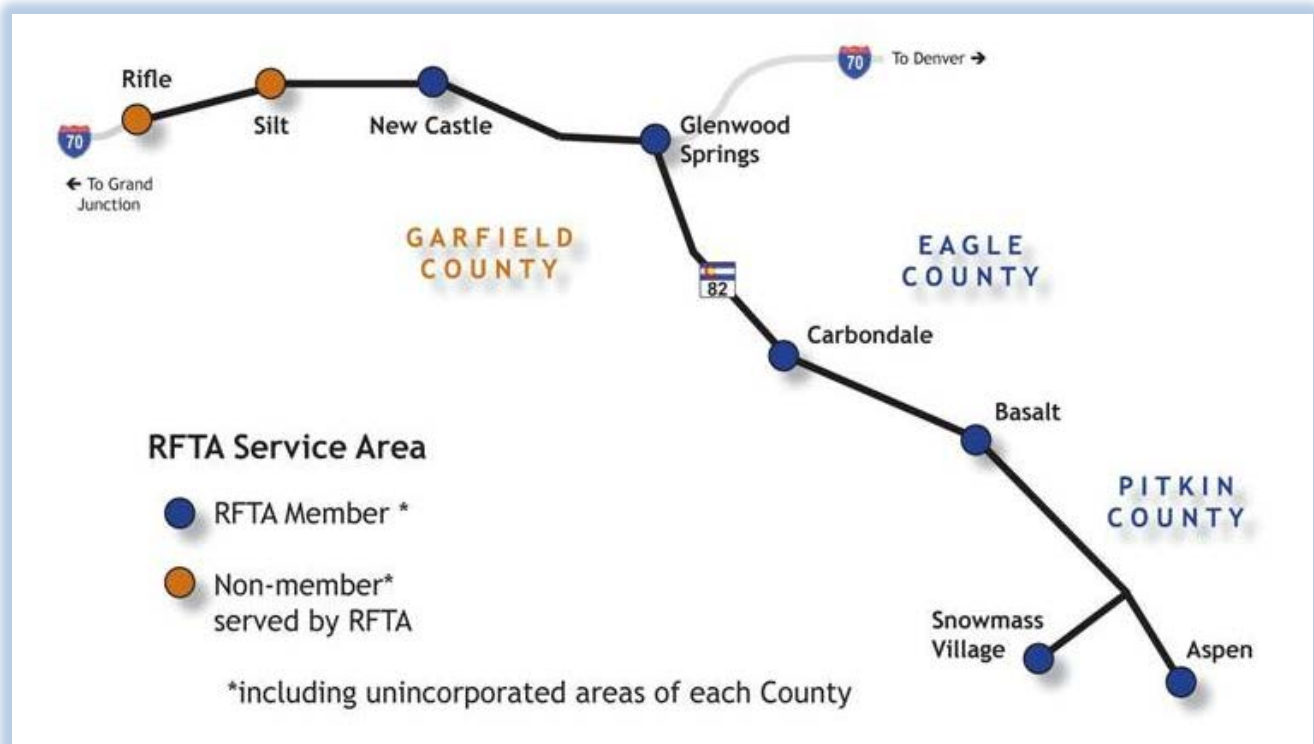 Rifle
Silt
New Castle
Glenwood
Springs
70
To Denver →
70
← To Grand
Junction
GARFIELD
COUNTY
EAGLE
COUNTY
82
Carbondale
Basalt
PITKIN
COUNTY
Snowmass
Village
Aspen
RFTA Service Area
RFTA Member *
Non-member*
served by RFTA
*including unincorporated areas of each County